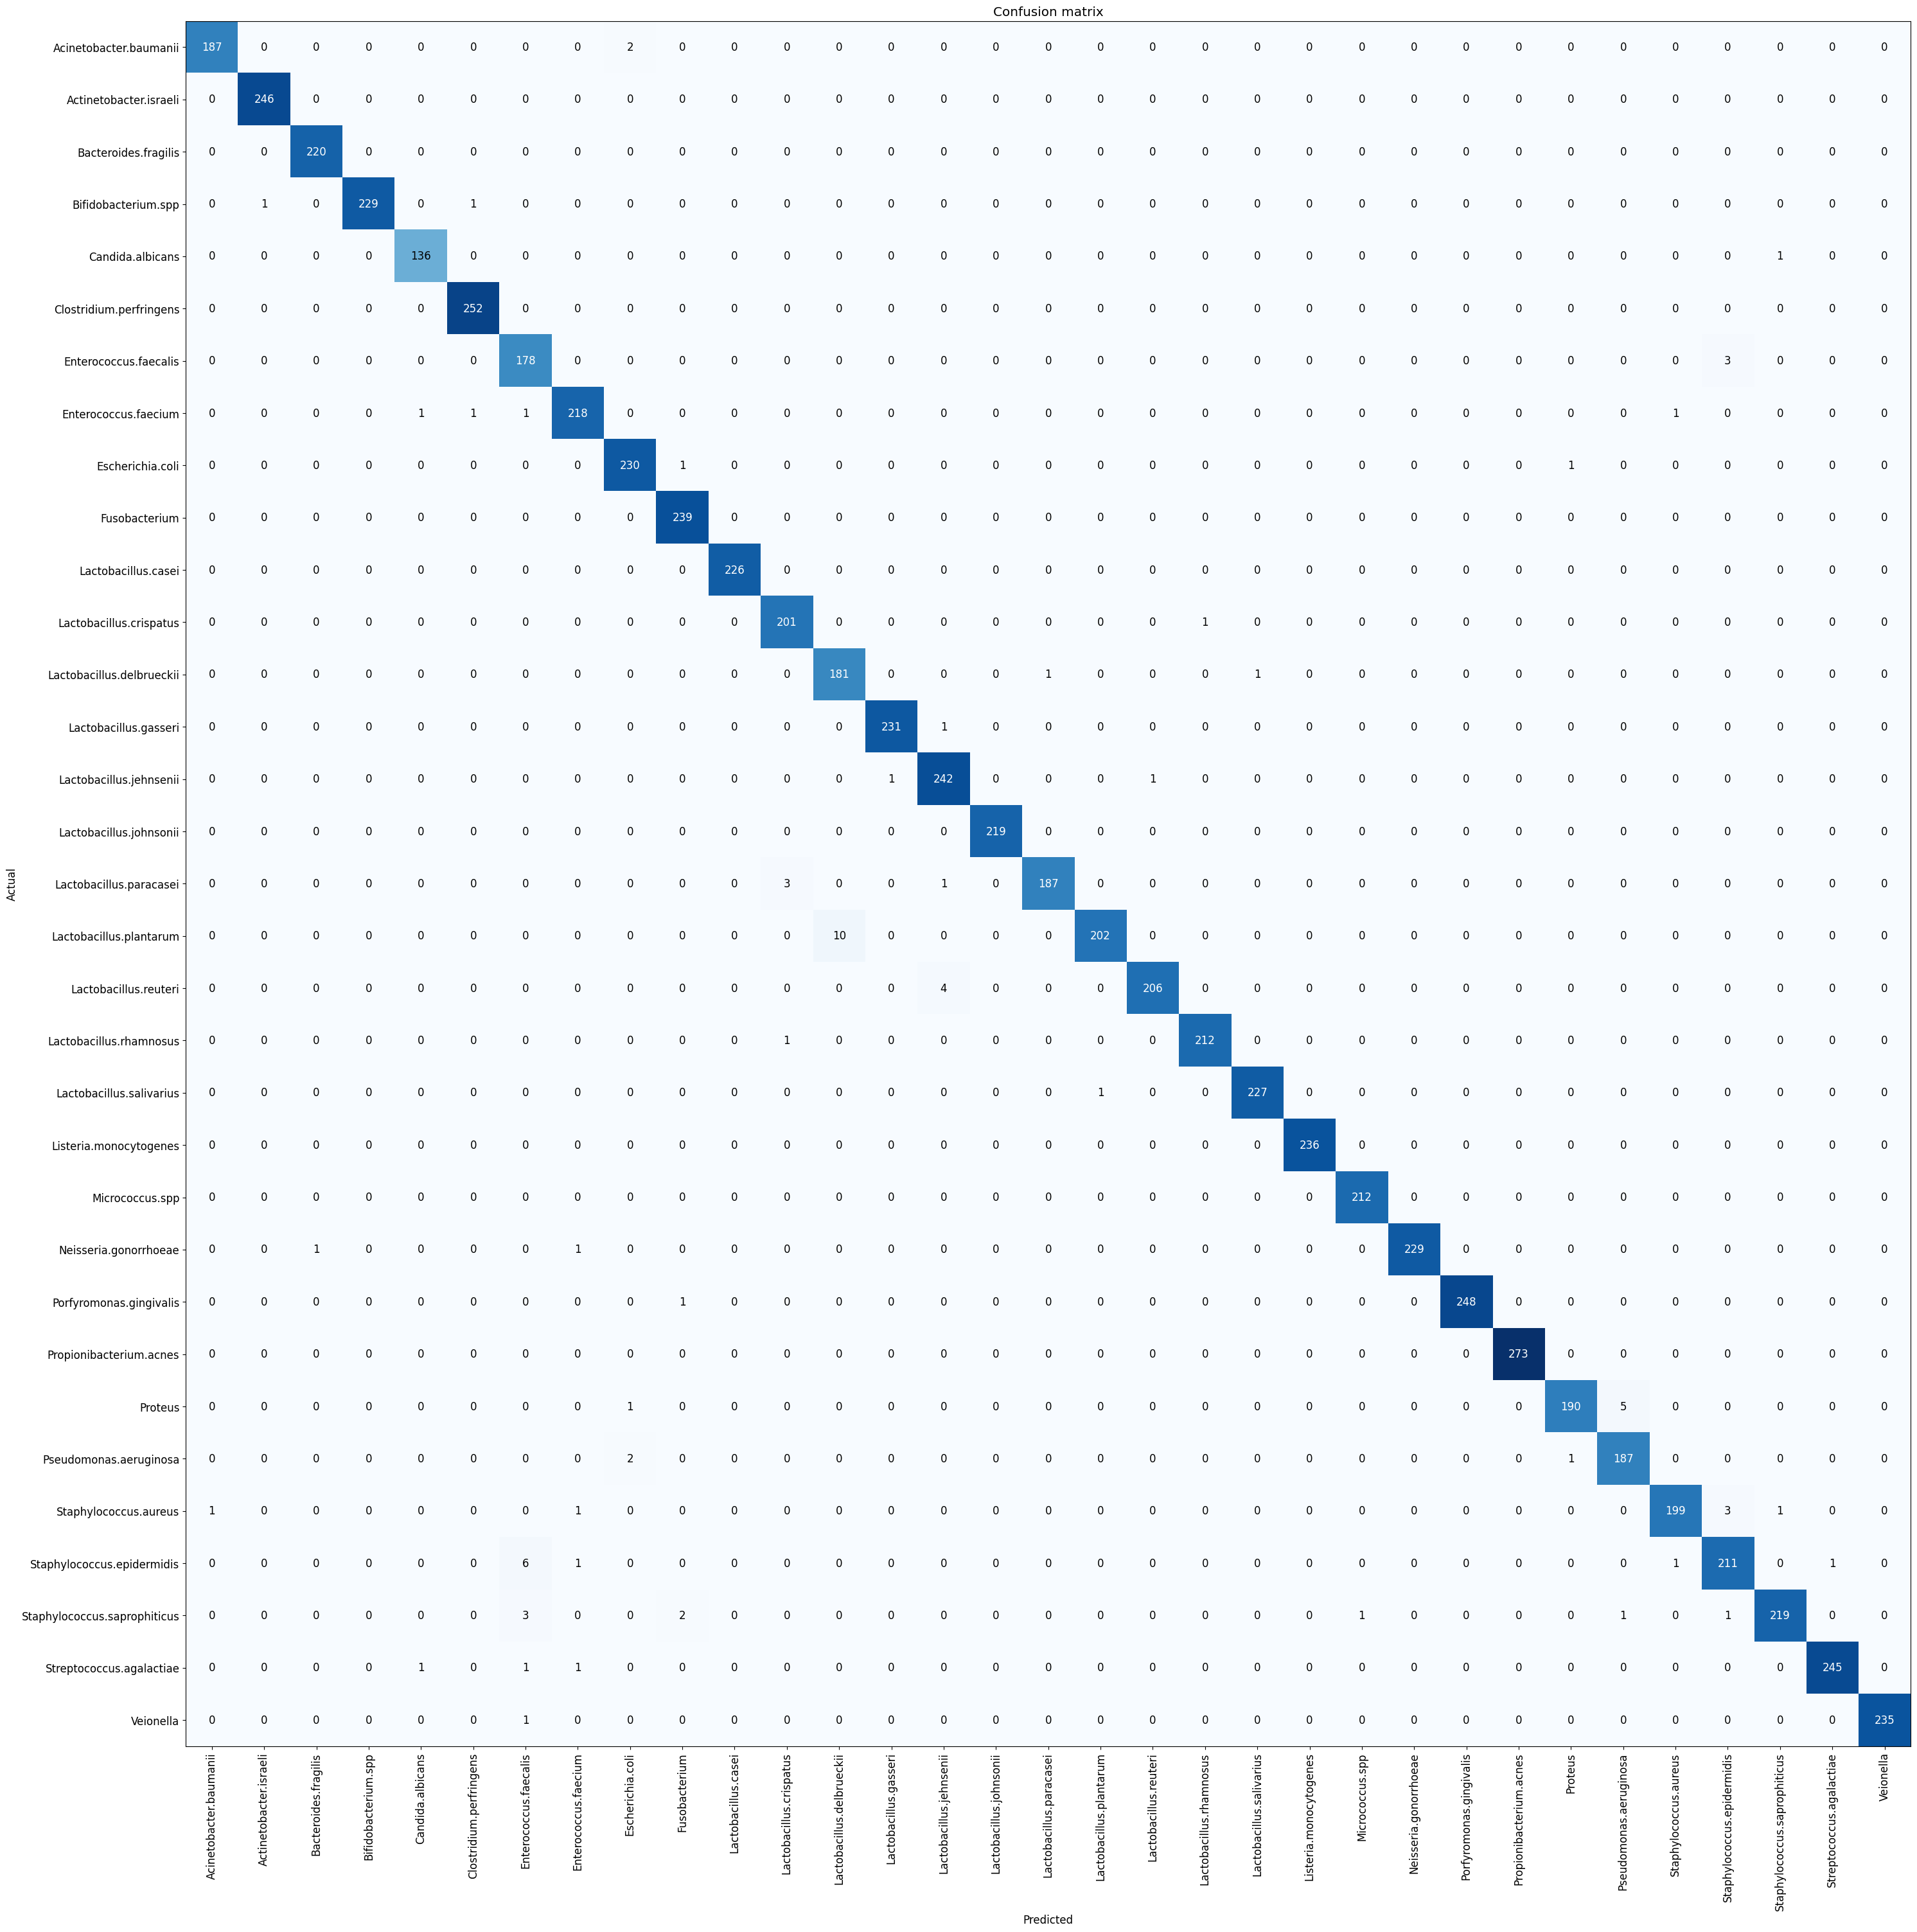 Confusion matrix
Acinetobacter.baumanii 187 0 0 0 0 0 0 0 2 0 0 0 0 0 0 0 0 0 0 0 0 0 0 0 0 0 0 0 0 0 0 0 0
Actinetobacter.israeli 0 246 0 0 0 0 0 0 0 0 0 0 0 0 0 0 0 0 0 0 0 0 0 0 0 0 0 0 0 0 0 0 0
Bacteroides.fragilis 0 0 220 0 0 0 0 0 0 0 0 0 0 0 0 0 0 0 0 0 0 0 0 0 0 0 0 0 0 0 0 0 0
Bifidobacterium.spp 0 1 0 229 0 1 0 0 0 0 0 0 0 0 0 0 0 0 0 0 0 0 0 0 0 0 0 0 0 0 0 0 0
Candida.albicans 0 0 0 0 136 0 0 0 0 0 0 0 0 0 0 0 0 0 0 0 0 0 0 0 0 0 0 0 0 0 1 0 0
Clostridium.perfringens 0 0 0 0 0 252 0 0 0 0 0 0 0 0 0 0 0 0 0 0 0 0 0 0 0 0 0 0 0 0 0 0 0
Enterococcus.faecalis 0 0 0 0 0 0 178 0 0 0 0 0 0 0 0 0 0 0 0 0 0 0 0 0 0 0 0 0 0 3 0 0 0
Enterococcus.faecium 0 0 0 0 1 1 1 218 0 0 0 0 0 0 0 0 0 0 0 0 0 0 0 0 0 0 0 0 1 0 0 0 0
Escherichia.coli 0 0 0 0 0 0 0 0 230 1 0 0 0 0 0 0 0 0 0 0 0 0 0 0 0 0 1 0 0 0 0 0 0
Fusobacterium 0 0 0 0 0 0 0 0 0 239 0 0 0 0 0 0 0 0 0 0 0 0 0 0 0 0 0 0 0 0 0 0 0
Lactobacillus.casei 0 0 0 0 0 0 0 0 0 0 226 0 0 0 0 0 0 0 0 0 0 0 0 0 0 0 0 0 0 0 0 0 0
Lactobacillus.crispatus 0 0 0 0 0 0 0 0 0 0 0 201 0 0 0 0 0 0 0 1 0 0 0 0 0 0 0 0 0 0 0 0 0
Lactobacillus.delbrueckii 0 0 0 0 0 0 0 0 0 0 0 0 181 0 0 0 1 0 0 0 1 0 0 0 0 0 0 0 0 0 0 0 0
Lactobacillus.gasseri 0 0 0 0 0 0 0 0 0 0 0 0 0 231 1 0 0 0 0 0 0 0 0 0 0 0 0 0 0 0 0 0 0
Lactobacillus.jehnsenii 0 0 0 0 0 0 0 0 0 0 0 0 0 1 242 0 0 0 1 0 0 0 0 0 0 0 0 0 0 0 0 0 0
Lactobacillus.johnsonii 0 0 0 0 0 0 0 0 0 0 0 0 0 0 0 219 0 0 0 0 0 0 0 0 0 0 0 0 0 0 0 0 0
Lactobacillus.paracasei 0 0 0 0 0 0 0 0 0 0 0 3 0 0 1 0 187 0 0 0 0 0 0 0 0 0 0 0 0 0 0 0 0
Lactobacillus.plantarum 0 0 0 0 0 0 0 0 0 0 0 0 10 0 0 0 0 202 0 0 0 0 0 0 0 0 0 0 0 0 0 0 0
Lactobacillus.reuteri 0 0 0 0 0 0 0 0 0 0 0 0 0 0 4 0 0 0 206 0 0 0 0 0 0 0 0 0 0 0 0 0 0
Lactobacillus.rhamnosus 0 0 0 0 0 0 0 0 0 0 0 1 0 0 0 0 0 0 0 212 0 0 0 0 0 0 0 0 0 0 0 0 0
Lactobacillus.salivarius 0 0 0 0 0 0 0 0 0 0 0 0 0 0 0 0 0 1 0 0 227 0 0 0 0 0 0 0 0 0 0 0 0
Listeria.monocytogenes 0 0 0 0 0 0 0 0 0 0 0 0 0 0 0 0 0 0 0 0 0 236 0 0 0 0 0 0 0 0 0 0 0
Micrococcus.spp 0 0 0 0 0 0 0 0 0 0 0 0 0 0 0 0 0 0 0 0 0 0 212 0 0 0 0 0 0 0 0 0 0
Neisseria.gonorrhoeae 0 0 1 0 0 0 0 1 0 0 0 0 0 0 0 0 0 0 0 0 0 0 0 229 0 0 0 0 0 0 0 0 0
Porfyromonas.gingivalis 0 0 0 0 0 0 0 0 0 1 0 0 0 0 0 0 0 0 0 0 0 0 0 0 248 0 0 0 0 0 0 0 0
Propionibacterium.acnes 0 0 0 0 0 0 0 0 0 0 0 0 0 0 0 0 0 0 0 0 0 0 0 0 0 273 0 0 0 0 0 0 0
Proteus 0 0 0 0 0 0 0 0 1 0 0 0 0 0 0 0 0 0 0 0 0 0 0 0 0 0 190 5 0 0 0 0 0
Pseudomonas.aeruginosa 0 0 0 0 0 0 0 0 2 0 0 0 0 0 0 0 0 0 0 0 0 0 0 0 0 0 1 187 0 0 0 0 0
Staphylococcus.aureus 1 0 0 0 0 0 0 1 0 0 0 0 0 0 0 0 0 0 0 0 0 0 0 0 0 0 0 0 199 3 1 0 0
Staphylococcus.epidermidis 0 0 0 0 0 0 6 1 0 0 0 0 0 0 0 0 0 0 0 0 0 0 0 0 0 0 0 0 1 211 0 1 0
Staphylococcus.saprophiticus 0 0 0 0 0 0 3 0 0 2 0 0 0 0 0 0 0 0 0 0 0 0 1 0 0 0 0 1 0 1 219 0 0
Streptococcus.agalactiae 0 0 0 0 1 0 1 1 0 0 0 0 0 0 0 0 0 0 0 0 0 0 0 0 0 0 0 0 0 0 0 245 0
Veionella 0 0 0 0 0 0 1 0 0 0 0 0 0 0 0 0 0 0 0 0 0 0 0 0 0 0 0 0 0 0 0 0 235
Actual
Acinetobacter.baumanii
Actinetobacter.israeli
Bacteroides.fragilis
Bifidobacterium.spp
Candida.albicans
Clostridium.perfringens
Enterococcus.faecalis
Enterococcus.faecium
Escherichia.coli
Fusobacterium
Lactobacillus.casei
Lactobacillus.crispatus
Lactobacillus.delbrueckii
Lactobacillus.gasseri
Lactobacillus.jehnsenii
Lactobacillus.johnsonii
Lactobacillus.paracasei
Lactobacillus.plantarum
Lactobacillus.reuteri
Lactobacillus.rhamnosus
Lactobacillus.salivarius
Listeria.monocytogenes
Micrococcus.spp
Neisseria.gonorrhoeae
Porfyromonas.gingivalis
Propionibacterium.acnes
Proteus
Pseudomonas.aeruginosa
Staphylococcus.aureus
Staphylococcus.epidermidis
Staphylococcus.saprophiticus
Streptococcus.agalactiae
Veionella
Predicted